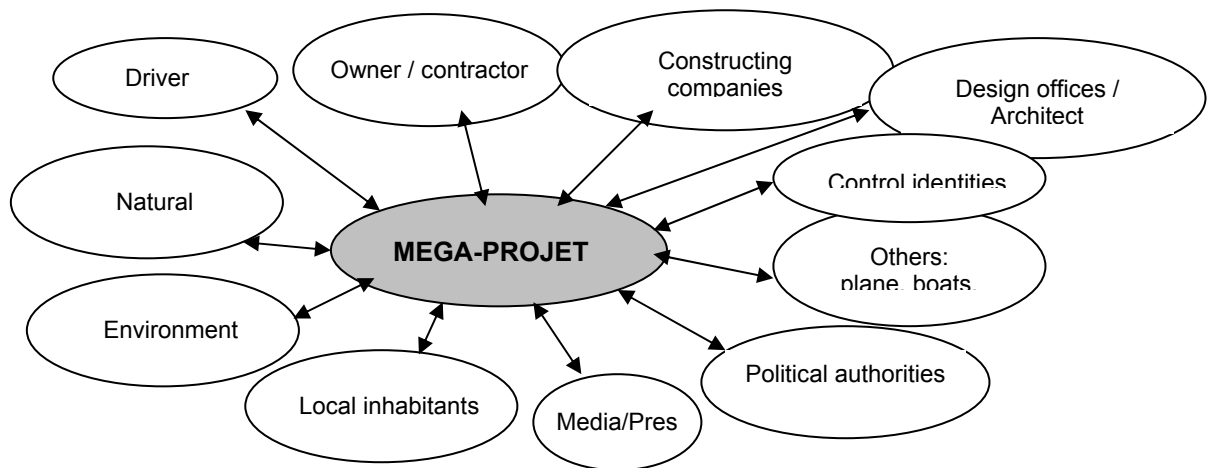 Driver
Owner / contractor
Constructing
companies
Design offices /
Architect
Natural
Control identities
MEGA-PROJET
Others:
plane, boats,
Environment
Political authorities
Local inhabitants
Media/Pres